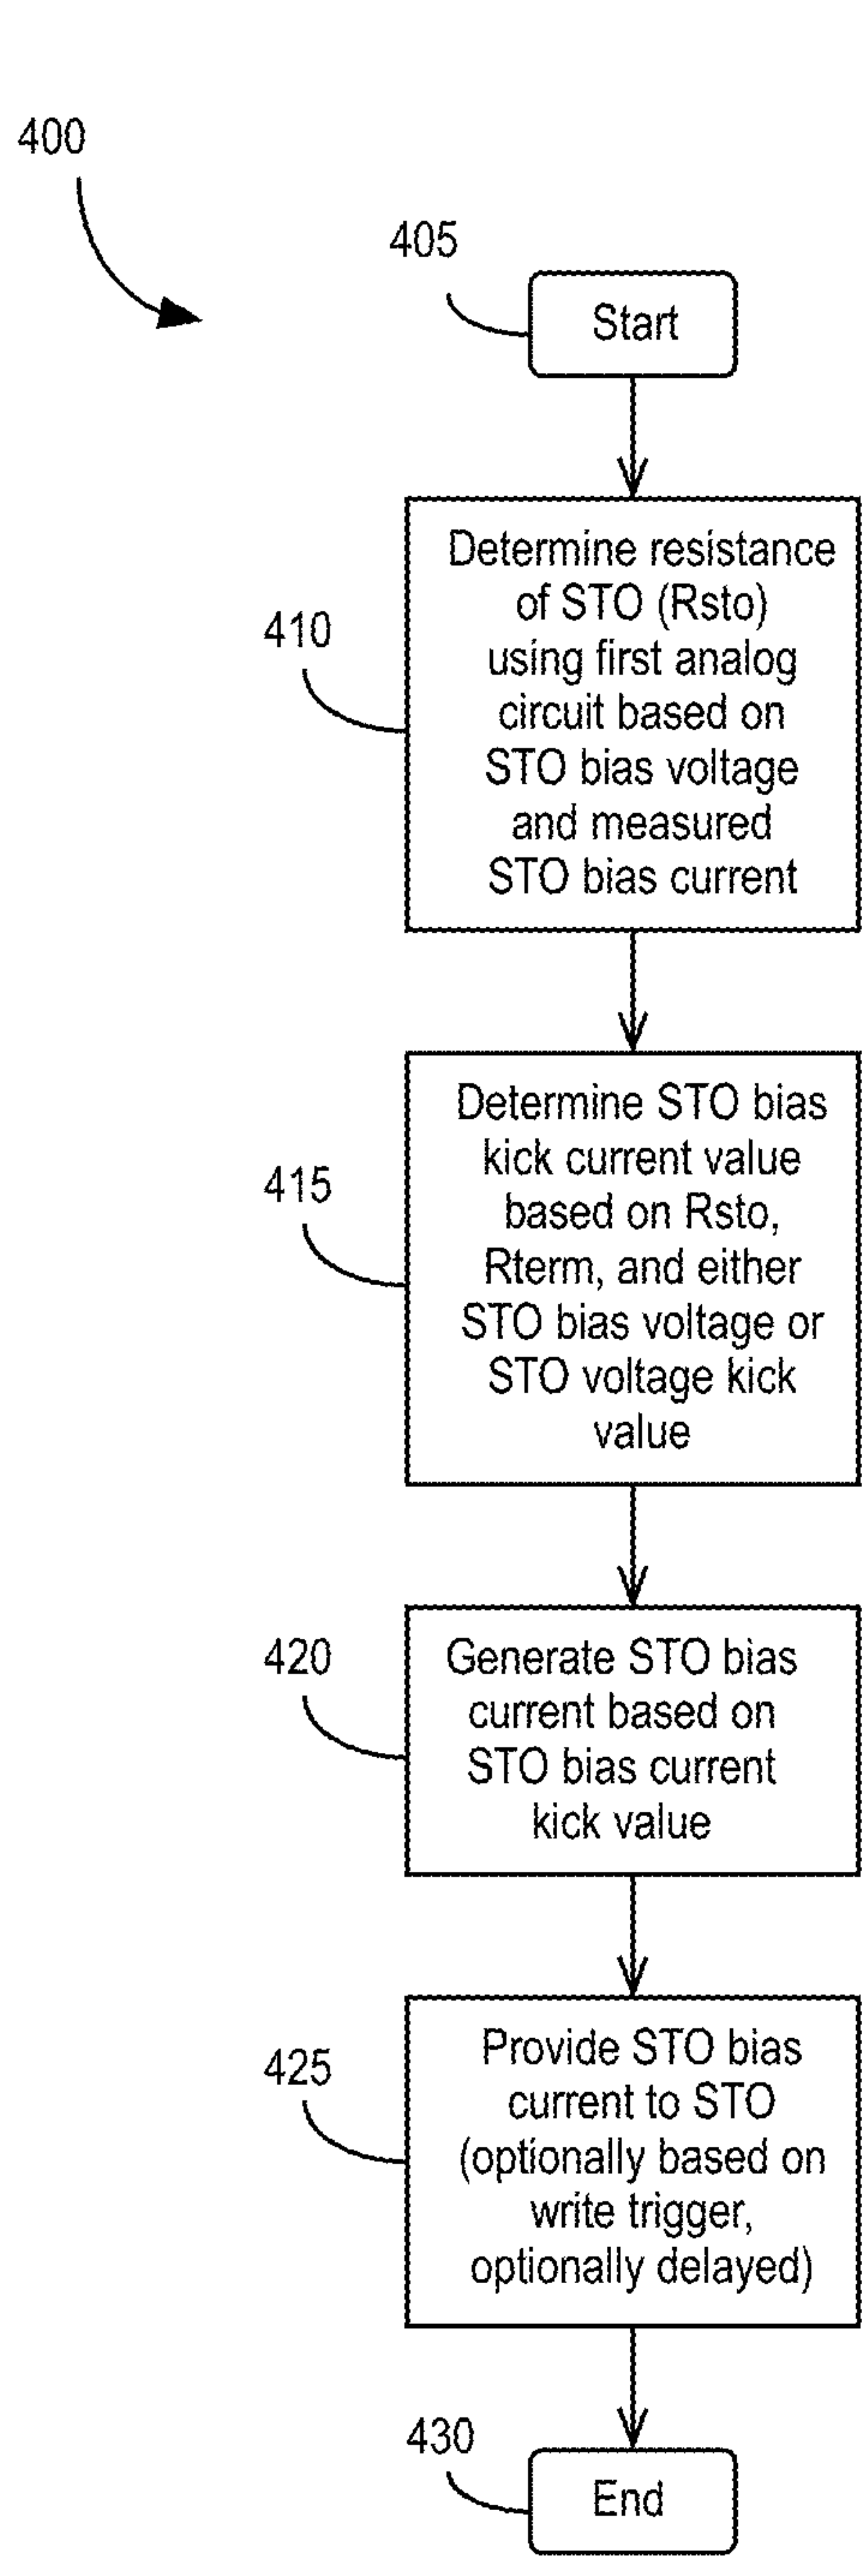 400
405
Start
410
Determine resistance
of STO (Rsto)
using first analog
circuit based on
STO bias voltage
and measured
STO bias current
415
Determine STO bias
kick current value
based on Rsto,
Rterm, and either
STO bias voltage or
STO voltage kick
value
420
Generate STO bias
current based on
STO bias current
kick value
425
Provide STO bias
current to STO
(optionally based on
write trigger,
optionally delayed)
430
End